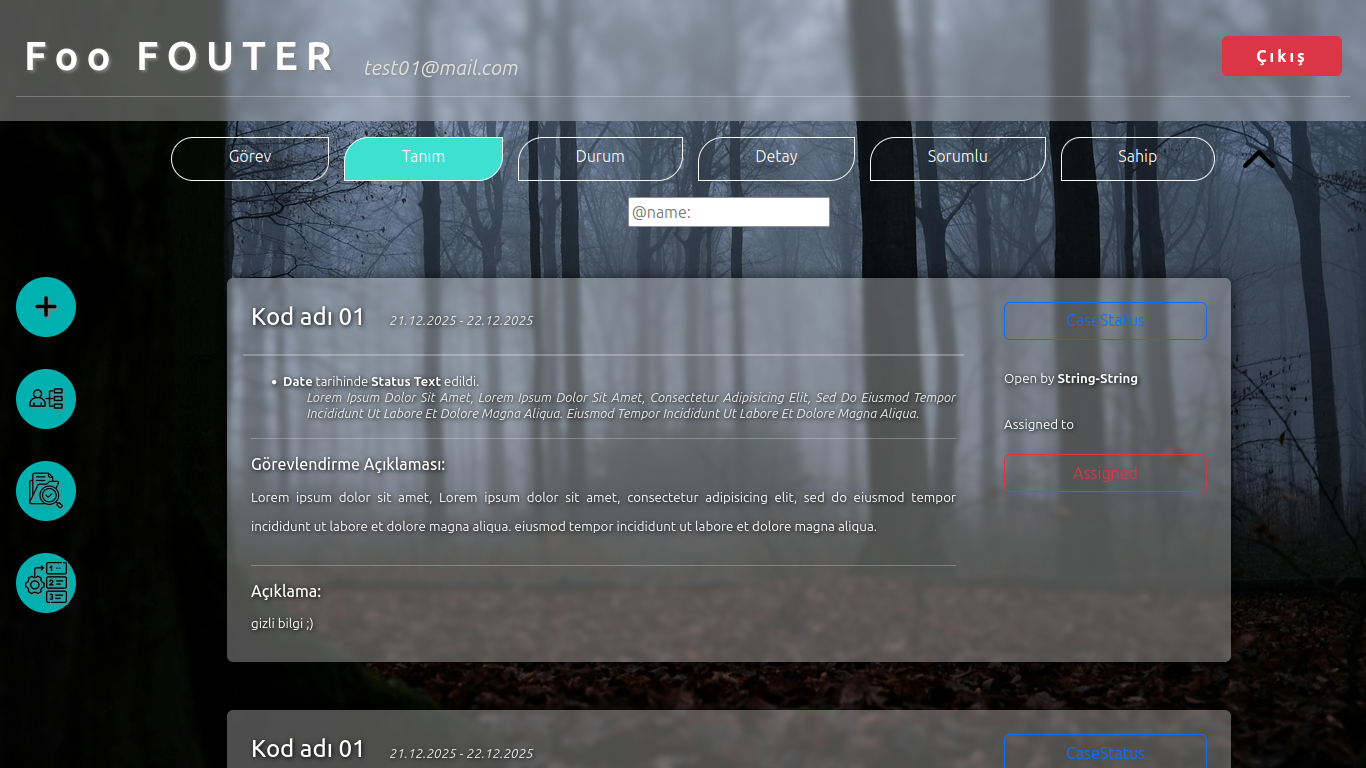 Foo FOUTER
test01@mail.com
Çıkış
Görev
Tanım
Durum
Detay
Sorumlu
Sahip
@name:
Kod adı 01
21.12.2025 - 22.12.2025
CaseStatus
Date tarihinde Status Text edildi.
Lorem Ipsum Dolor Sit Amet, Lorem Ipsum Dolor Sit Amet, Consectetur Adipisicing Elit, Sed Do Eiusmod Tempor
Incididunt Ut Labore Et Dolore Magna Aliqua. Eiusmod Tempor Incididunt Ut Labore Et Dolore Magna Aliqua.
Open by String-String
Assigned to
Assigned
Görevlendirme Açıklaması:
Lorem ipsum dolor sit amet, Lorem ipsum dolor sit amet, consectetur adipisicing elit, sed do eiusmod tempor
incididunt ut labore et dolore magna aliqua. eiusmod tempor incididunt ut labore et dolore magna aliqua.
Açıklama:
gizli bilgi ;)
1
2
3
Kod adı 01
21.12.2025 - 22.12.2025
CaseStatus